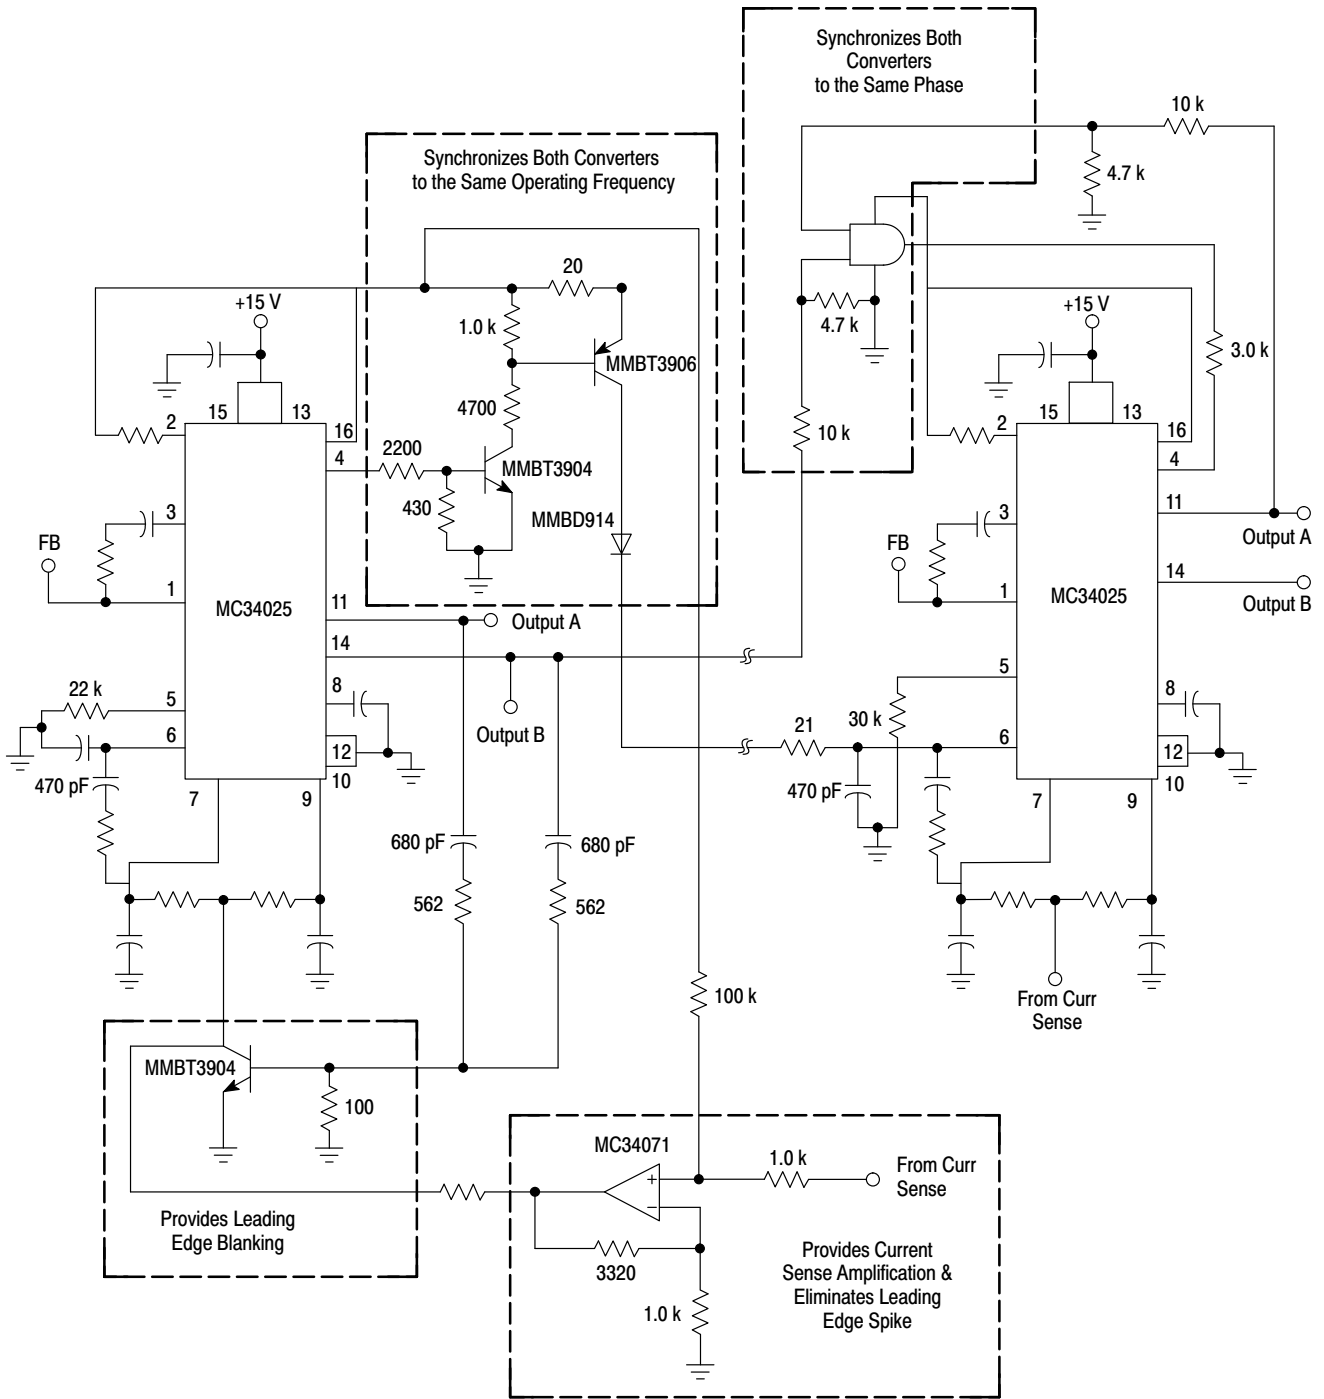 Synchronizes Both
Converters
to the Same Phase
10 k
4.7 k
Synchronizes Both Converters
to the Same Operating Frequency
20
+15 V
1.0 k
4.7 k
+15 V
3.0 k
MMBT3906
4700
15
13
2
16
10 k
15
13
2
16
2200
4
MMBT3904
4
430
MMBD914
3
11
3
Output A
FB
FB
1
MC34025
11
Output A
1
MC34025
14
Output B
14
5
8
22 k
5
8
Output B
30 k
21
6
12
6
12
470 pF
10
470 pF
10
7
9
7
9
680 pF
680 pF
562
562
100 k
From Curr
Sense
MMBT3904
100
MC34071
1.0 k
From Curr
Sense
+
–
Provides Leading
Edge Blanking
3320
Provides Current
Sense Amplification &
Eliminates Leading
Edge Spike
1.0 k